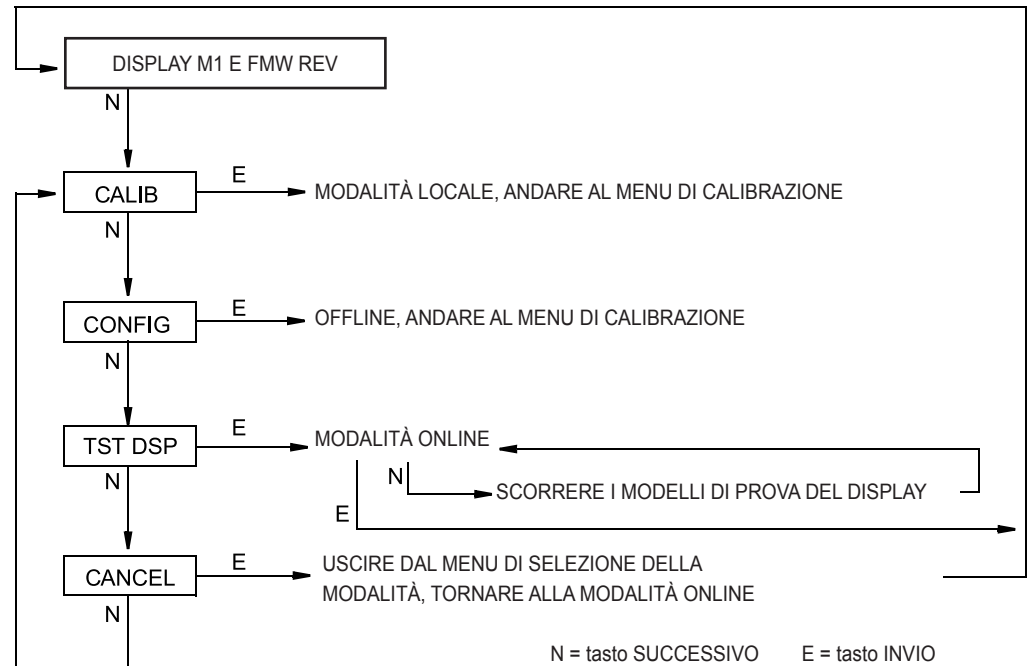 DISPLAY M1 E FMW REV
N
CALIB
E
MODALITÀ LOCALE, ANDARE AL MENU DI CALIBRAZIONE
N
CONFIG
E
OFFLINE, ANDARE AL MENU DI CALIBRAZIONE
N
TST DSP
E
MODALITÀ ONLINE
N
N
SCORRERE I MODELLI DI PROVA DEL DISPLAY
E
CANCEL
E
USCIRE DAL MENU DI SELEZIONE DELLA
MODALITÀ, TORNARE ALLA MODALITÀ ONLINE
N
N = tasto SUCCESSIVO E = tasto INVIO